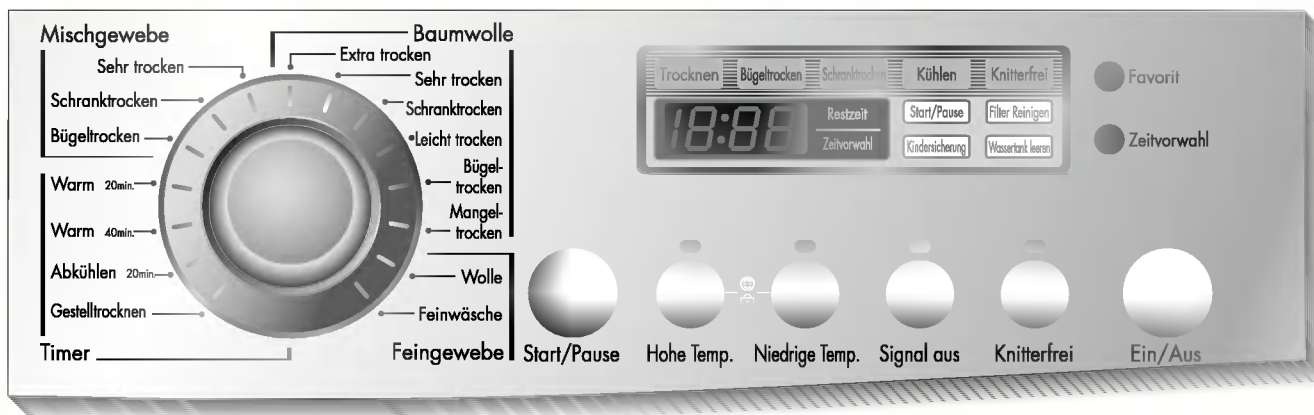 Mischgewebe
Sehr trocken
Schranktrocken
Bügeltrocken
Warm 20min.
Warm 40min.
Abkühlen 20min.
Gestelltrocknen
Timer
Baumwolle
Extra trocken
Sehr trocken
Schranktrocken
Leicht trocken
Bügel-
trocken
Mangel-
trocken
Wolle
Feinwäsche
Feingewebe
Trocknen Bügeltrocken Schranktrocken Kühlen Knitterfrei
18:88
Restzeit
Zeitvorwahl
Start/Pause Filter Reinigen
Kindersicherung Wassertank leeren
Favorit
Zeitvorwahl
Start/Pause Hohe Temp. Niedrige Temp. Signal aus Knitterfrei Ein/Aus